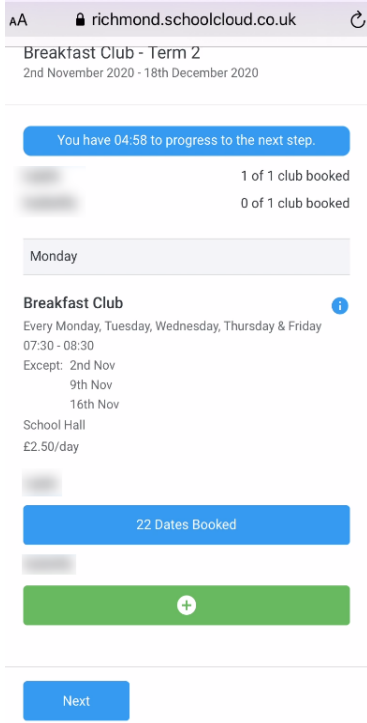 AA richmond.schoolcloud.co.uk
Breakfast Club - Term 2
2nd November 2020 - 18th December 2020
You have 04:58 to progress to the next step.
1 of 1 club booked
0 of 1 club booked
Monday
Breakfast Club
Every Monday, Tuesday, Wednesday, Thursday & Friday
07:30 - 08:30
Except: 2nd Nov
9th Nov
16th Nov
School Hall
£2.50/day
22 Dates Booked
Next